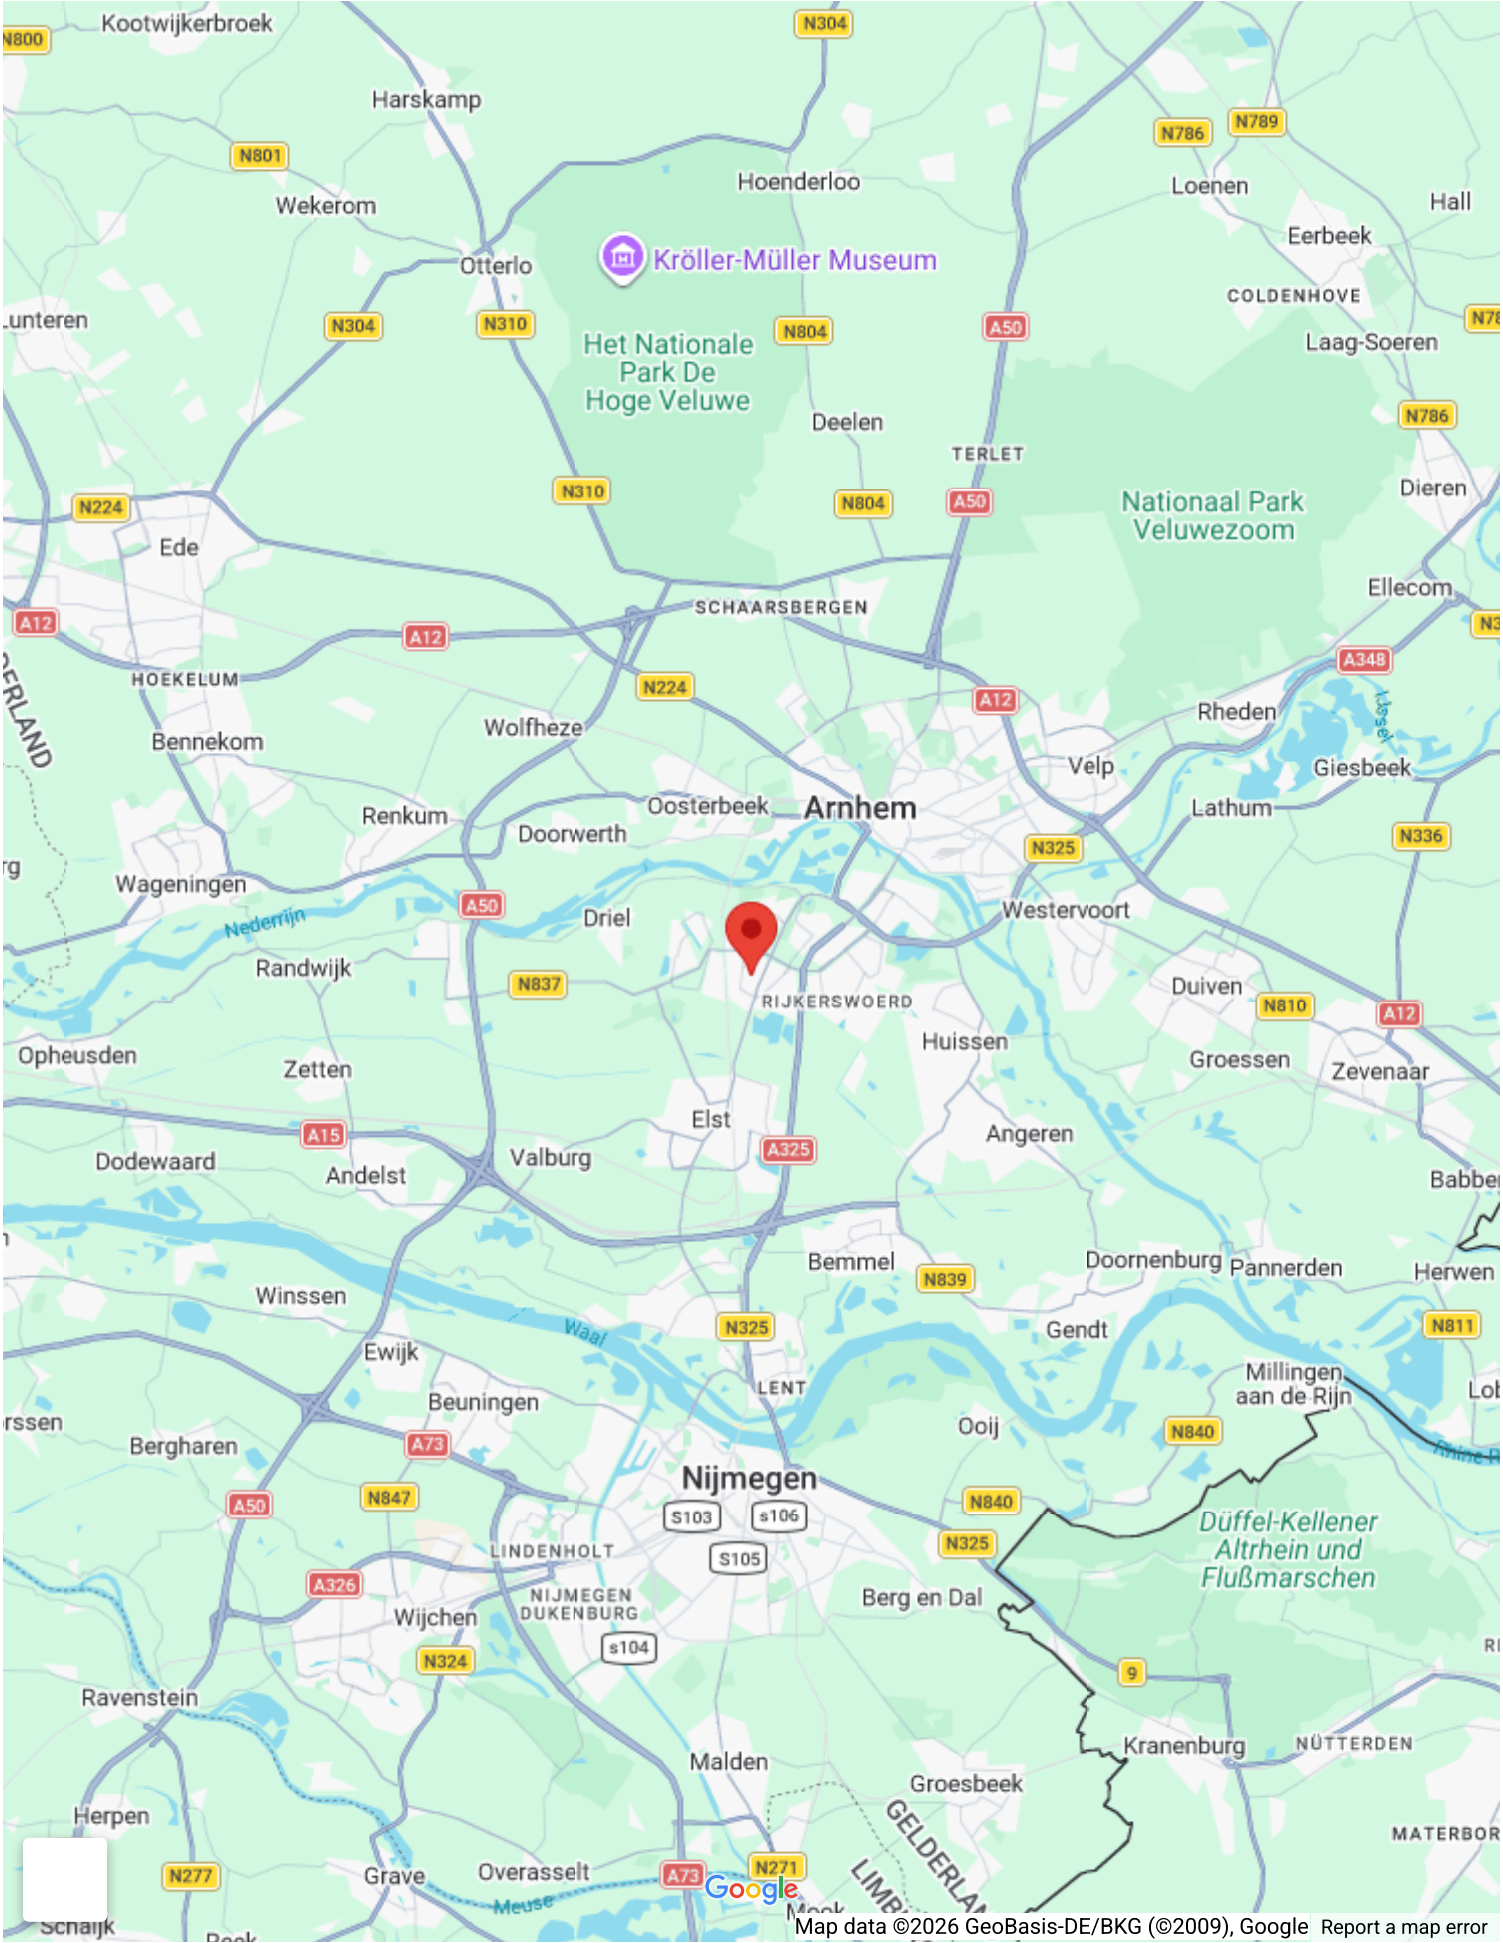 Kootwijkerbroek
N304
N800
Harskamp
N789
N786
N801
Hoenderloo
Loenen
Wekerom
Hall
Eerbeek
Kröller-Müller Museum
Otterlo
COLDENHOVE
Lunteren
N304
N310
N804
A50
Laag-Soeren
Het Nationale
Park De
Hoge Veluwe
N786
Deelen
TERLET
Dieren
N310
N224
N804
A50
Nationaal Park
Veluwezoom
Ede
Ellecom
SCHAARSBERGEN
A12
A12
A348
HOEKELUM
N224
A12
Rheden
IJssel
Wolfheze
Bennekom
Velp
Giesbeek
Oosterbeek
Arnhem
Lathum
Renkum
Doorwerth
N325
N336
Wageningen
A50
Westervoort
Driel
Nederrijn
Randwijk
N837
Duiven
RIJKERSWOERD
N810
A12
Huissen
Opheusden
Zetten
Groessen
Zevenaar
Elst
A15
Angeren
A325
Dodewaard
Valburg
Andelst
Bemmel
Doornenburg
Pannerden
Herwen
N839
Winssen
N325
Waal
Gendt
N811
Ewijk
Millingen
aan de Rijn
LENT
Beuningen
Ooij
N840
A73
Bergharen
Nijmegen
N847
A50
N840
S103
s106
Düffel-Kellener
Altrhein und
Flußmarschen
N325
LINDENHOLT
S105
A326
NIJMEGEN
DUKENBURG
Berg en Dal
Wijchen
s104
N324
9
Ravenstein
Kranenburg
NÜTTERDEN
Malden
Groesbeek
Herpen
GELDERLAN
MATERBOR
N277
Grave
Overasselt
A73
N271
Google
LIMB
Meuse
Schaijk
Map data ©2026 GeoBasis-DE/BKG (©2009), Google
Report a map error